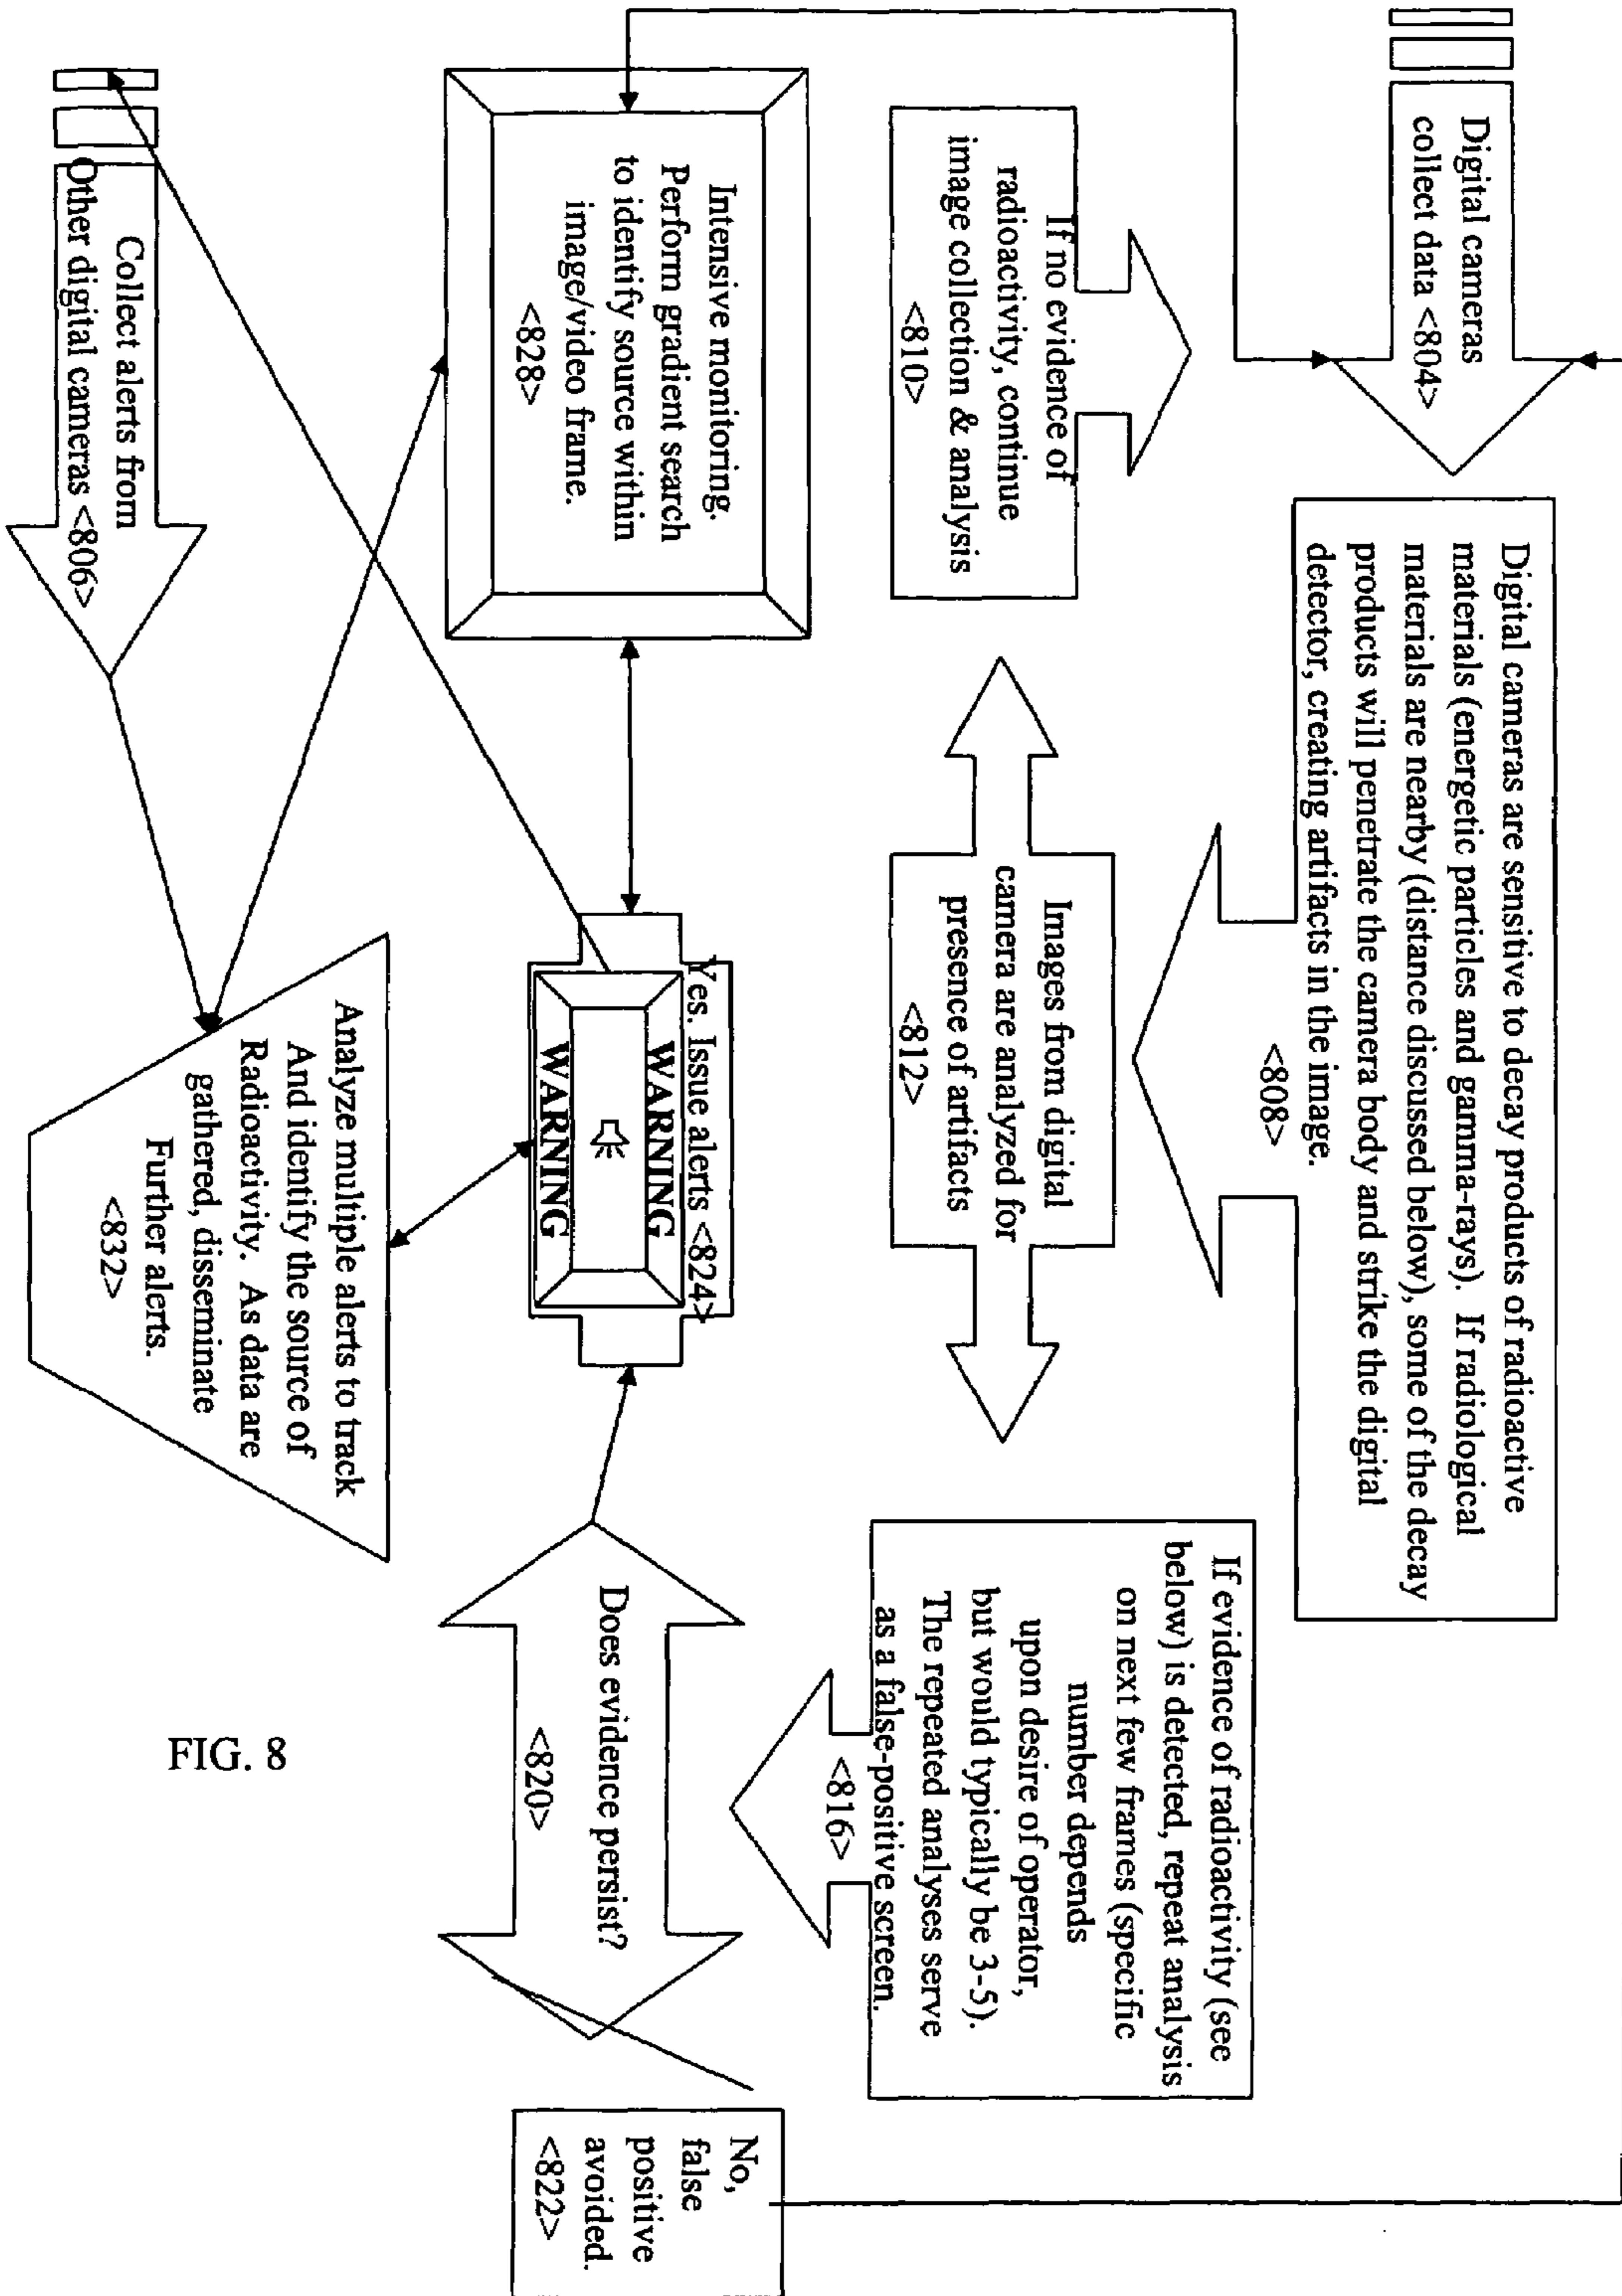 Digital cameras
collect data <804>
Digital cameras are sensitive to decay products of radioactive
materials (energetic particles and gamma-rays). If radiological
materials are nearby (distance discussed below), some of the decay
products will penetrate the camera body and strike the digital
detector, creating artifacts in the image.
<808>
If no evidence of
radioactivity, continue
image collection & analysis
<810>
Images from digital
camera are analyzed for
presence of artifacts
<812>
If evidence of radioactivity (see
below) is detected, repeat analysis
on next few frames (specific
number depends
upon desire of operator,
but would typically be 3-5).
The repeated analyses serve
as a false-positive screen.
<816>
Intensive monitoring.
Perform gradient search
to identify source within
image/video frame.
<828>
Yes. Issue alerts <824>
WARNING
WARNING
Does evidence persist?
<820>
No,
false
positive
avoided.
<822>
Collect alerts from
Other digital cameras <806>
Analyze multiple alerts to track
And identify the source of
Radioactivity. As data are
gathered, disseminate
Further alerts.
<832>
FIG. 8